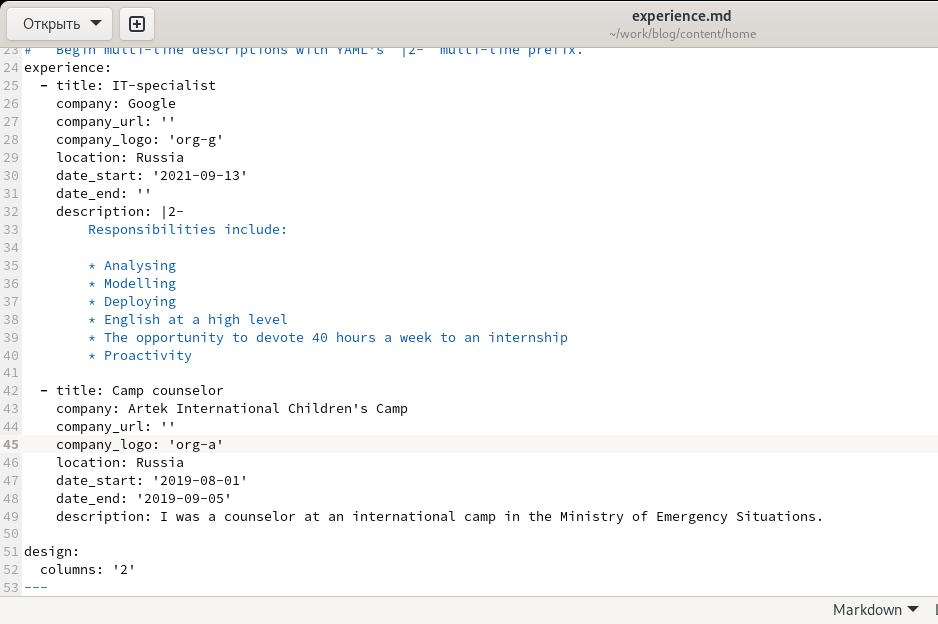 Открыть
experience.md
~/work/blog/content/home
23 #   Begin multi-line descriptions with YAML's `|2-` multi-line prefix.
24 experience:
25   - title: IT-specialist
26     company: Google
27     company_url: ''
28     company_logo: 'org-g'
29     location: Russia
30     date_start: '2021-09-13'
31     date_end: ''
32     description: |2-
33         Responsibilities include:
34
35         * Analysing
36         * Modelling
37         * Deploying
38         * English at a high level
39         * The opportunity to devote 40 hours a week to an internship
40         * Proactivity
41
42   - title: Camp counselor
43     company: Artek International Children's Camp
44     company_url: ''
45     company_logo: 'org-a'
46     location: Russia
47     date_start: '2019-08-01'
48     date_end: '2019-09-05'
49     description: I was a counselor at an international camp in the Ministry of Emergency Situations.
50
51 design:
52   columns: '2'
53 ---
Markdown